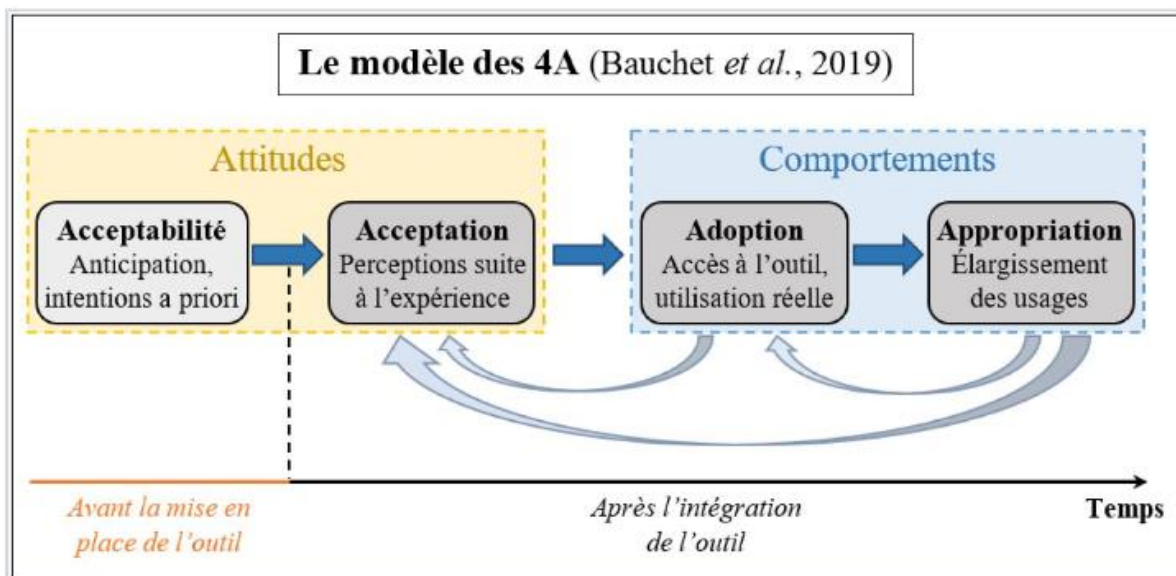 Le modèle des 4A (Bauchet et al., 2019)
Attitudes
Acceptabilité
Anticipation,
intentions a priori
Acceptation
Perceptions suite
à l'expérience
Comportements
Adoption
Accès à l'outil,
utilisation réelle
Appropriation
Élargissement
des usages
Avant la mise en
place de l'outil
Après l'intégration
de l'outil
Temps